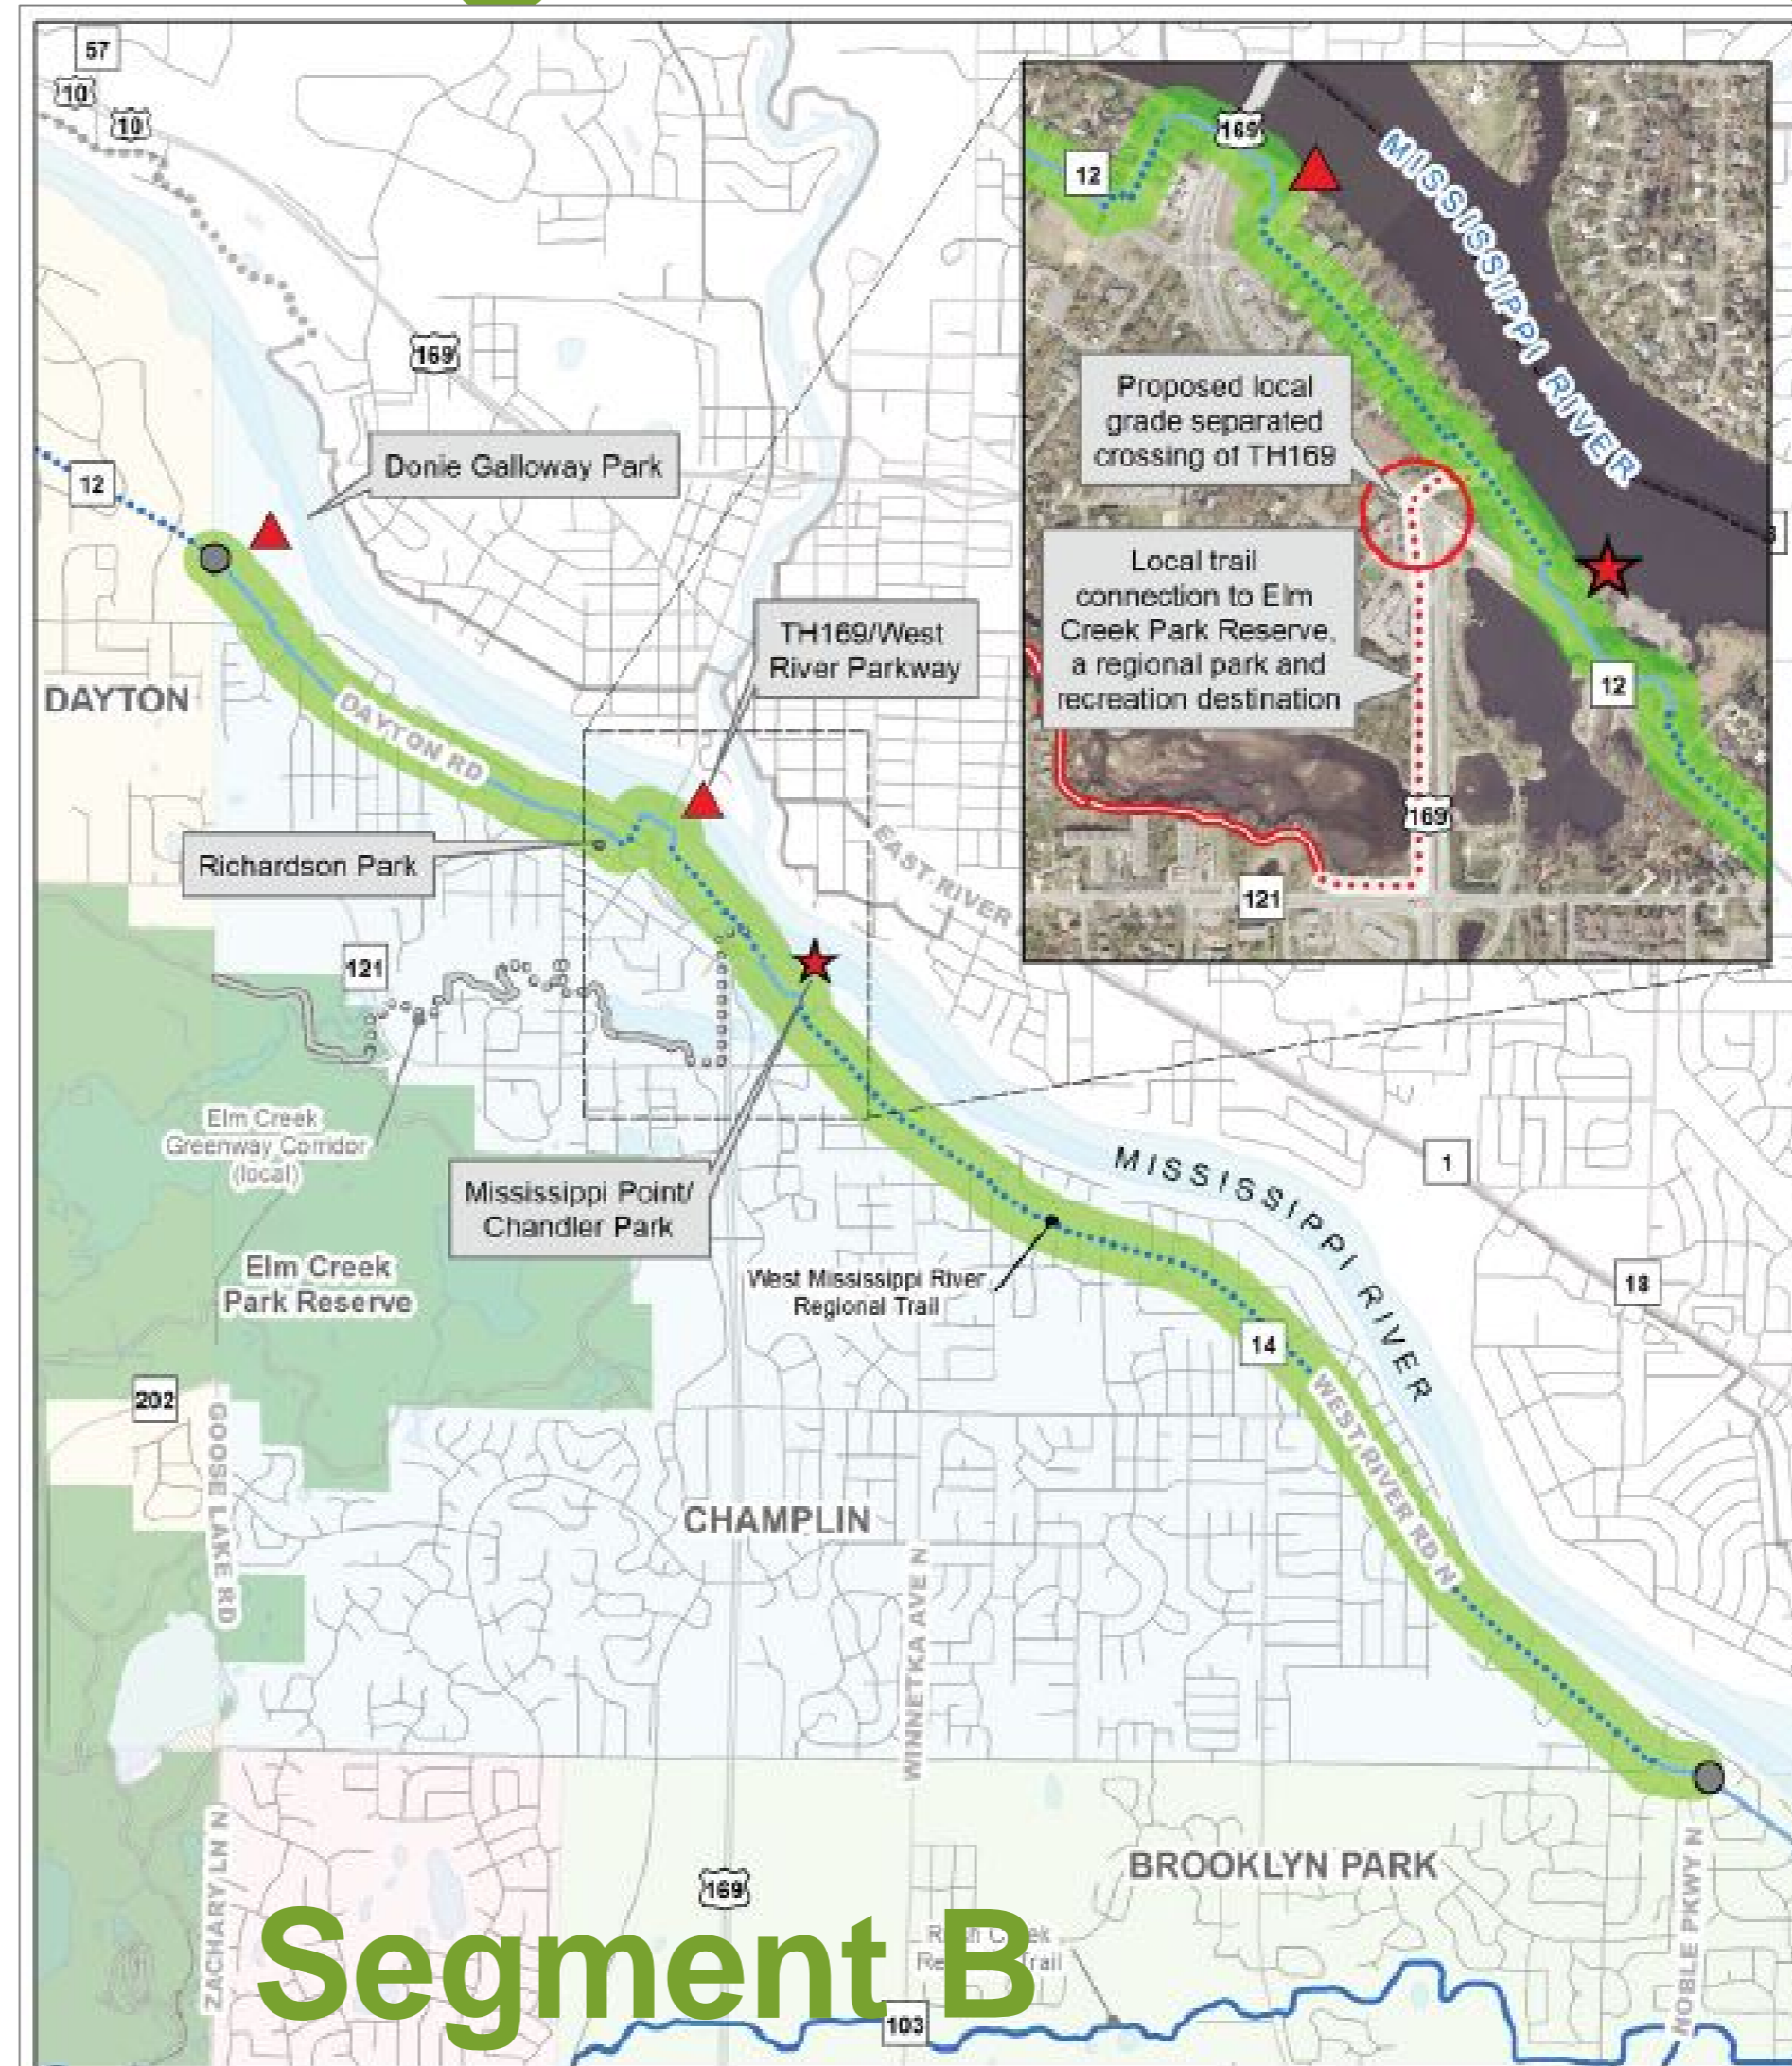 57
10
10
169
12
Donie Galloway Park
DAYTON
DAYTON RD
TH169/West
River Parkway
Richardson Park
EAST RIVER
121
Elm Creek
Greenway Corridor
(local)
Mississippi Point/
Chandler Park
Elm Creek
Park Reserve
West Mississippi River
Regional Trail
MISSISSIPPI RIVER
1
18
14
WEST RIVER RD N
202
GOOSE LAKE RD
CHAMPLIN
WINNETKA AVE N
BROOKLYN PARK
ZACHARY LN N
169
NOBLE PKWY N
Segment B
103
169
12
MISSISSIPPI RIVER
Proposed local
grade separated
crossing of TH169
Local trail
connection to Elm
Creek Park Reserve,
a regional park and
recreation destination
12
169
121